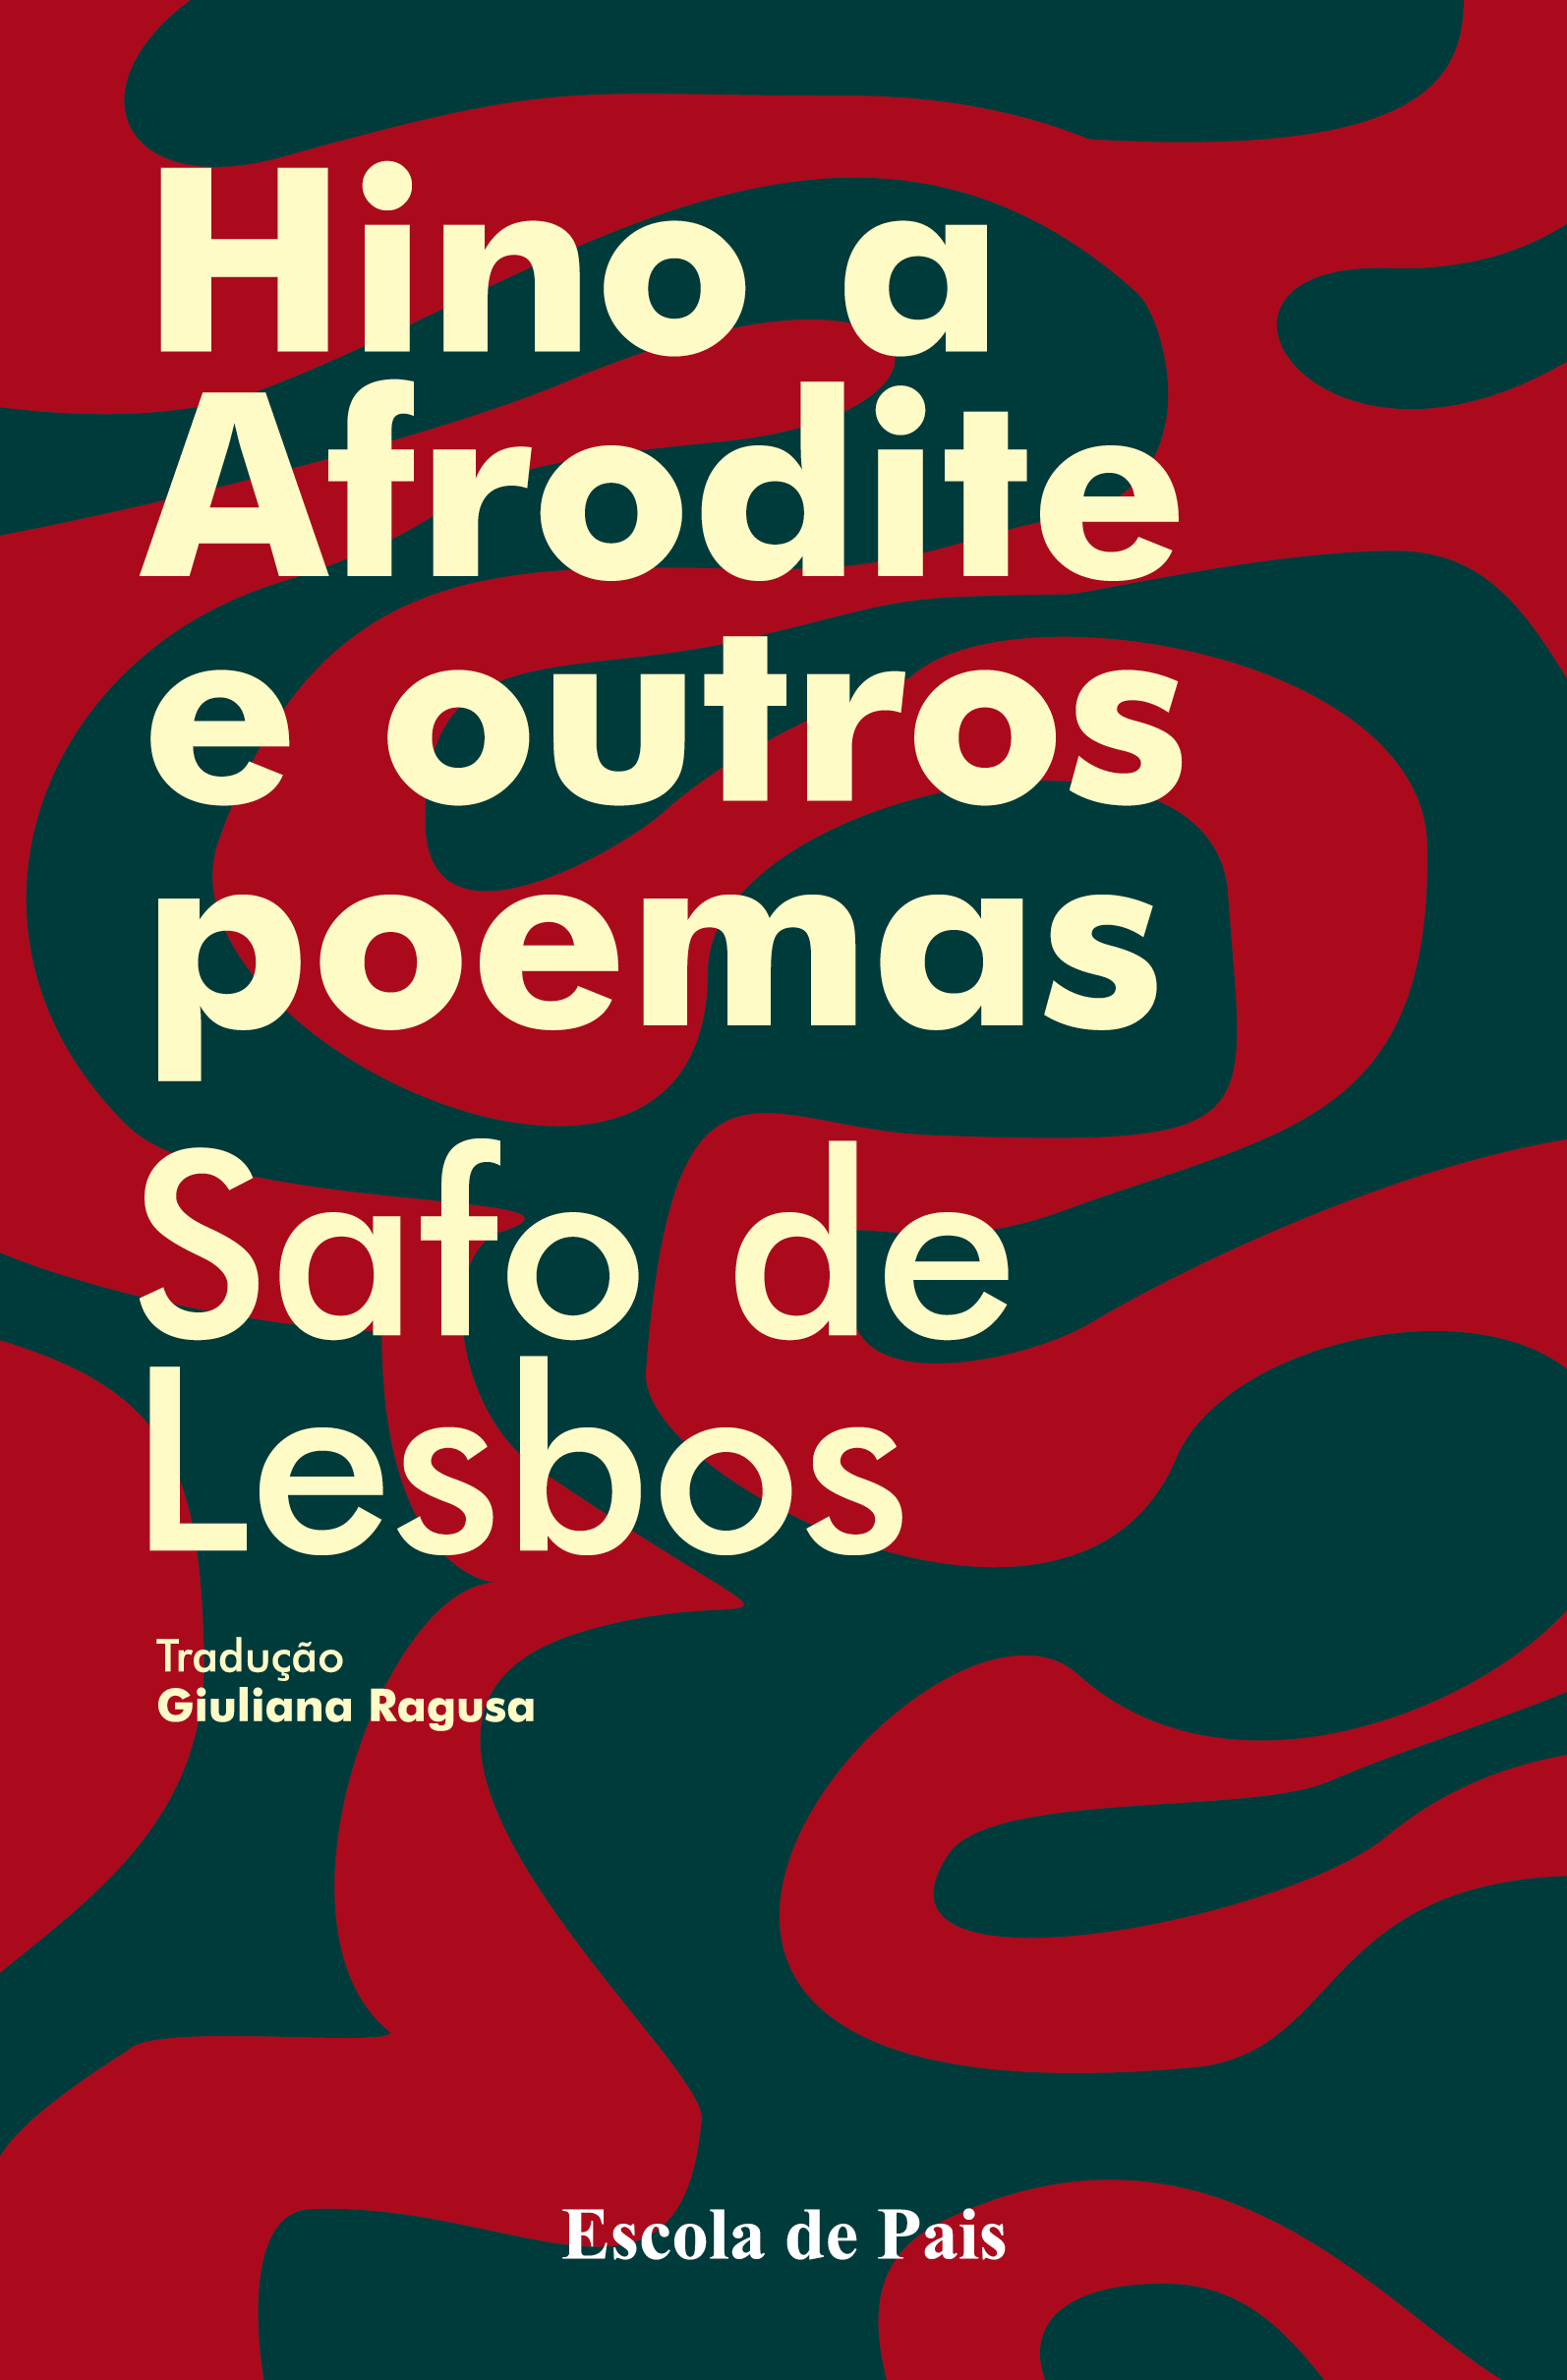 Hino a
Afrodite
e outros
poemas
Safo de
Lesbos
Tradução
Giuliana Ragusa
Escola de Pais